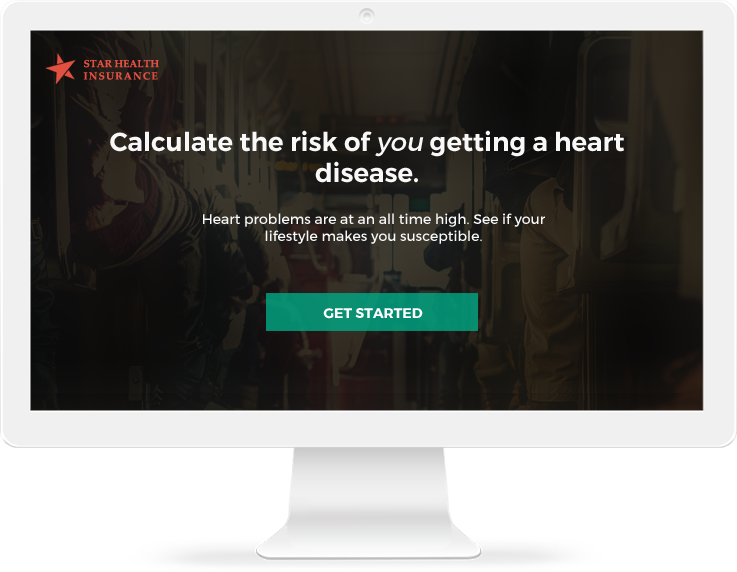 STAR HEALTH
INSURANCE
Calculate the risk of you getting a heart
disease.
Heart problems are at an all time high. See if your
lifestyle makes you susceptible.
GET STARTED